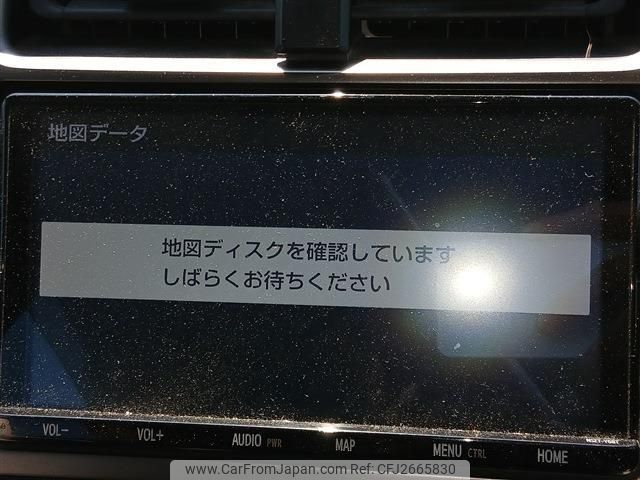 地図データ
地図ディスクを確認しています
しばらくお待ちください
VOL- VOL+ AUDIO PWR MAP MENU CTRL HOME
www.CarFromJapan.com | Ref: CFJ2665830